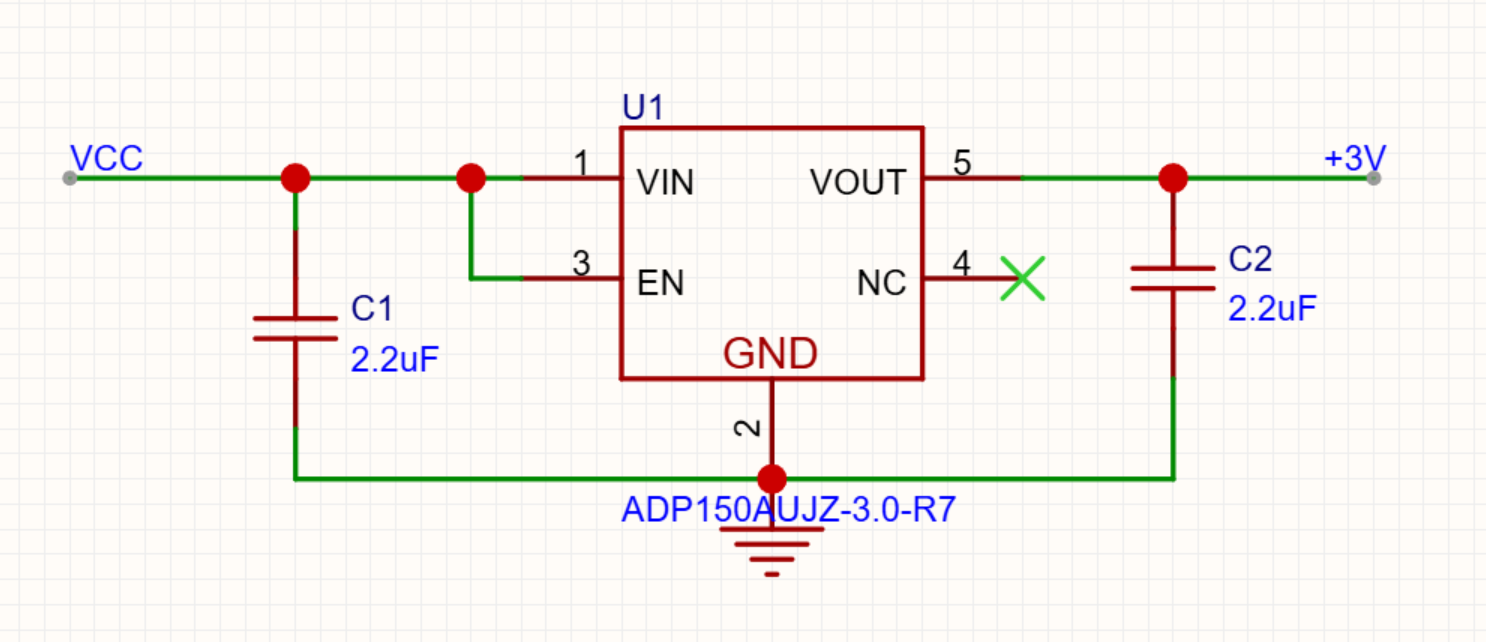 U1
VCC
1
VIN
VOUT
5
+3V
3
EN
NC
4
C2
2.2uF
C1
2.2uF
GND
2
ADP150AUJZ-3.0-R7